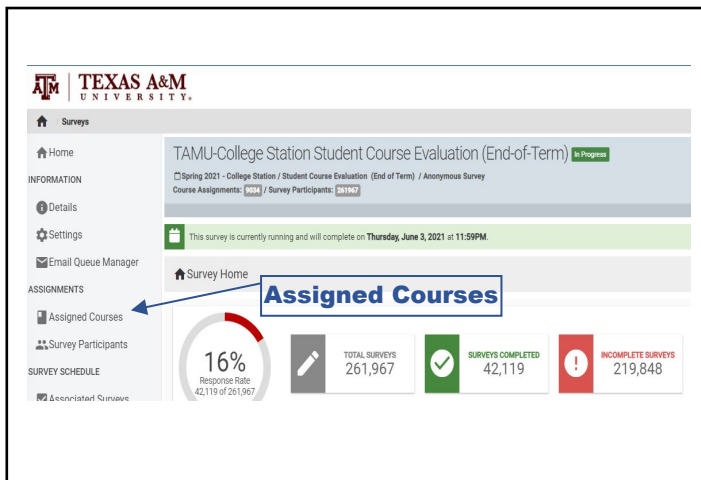 TEXAS A&M
UNIVERSITY®
Surveys
Home
TAMU-College Station Student Course Evaluation (End-of-Term) In Progress
INFORMATION
Spring 2021 - College Station / Student Course Evaluation (End of Term) / Anonymous Survey
Course Assignments: 9034 / Survey Participants: 261967
Details
Settings
This survey is currently running and will complete on Thursday, June 3, 2021 at 11:59PM.
Email Queue Manager
Survey Home
ASSIGNMENTS
Assigned Courses
Assigned Courses
Survey Participants
SURVEY SCHEDULE
Associated Surveys
16%
Response Rate
42,119 of 261,967
TOTAL SURVEYS
261,967
SURVEYS COMPLETED
42,119
INCOMPLETE SURVEYS
219,848